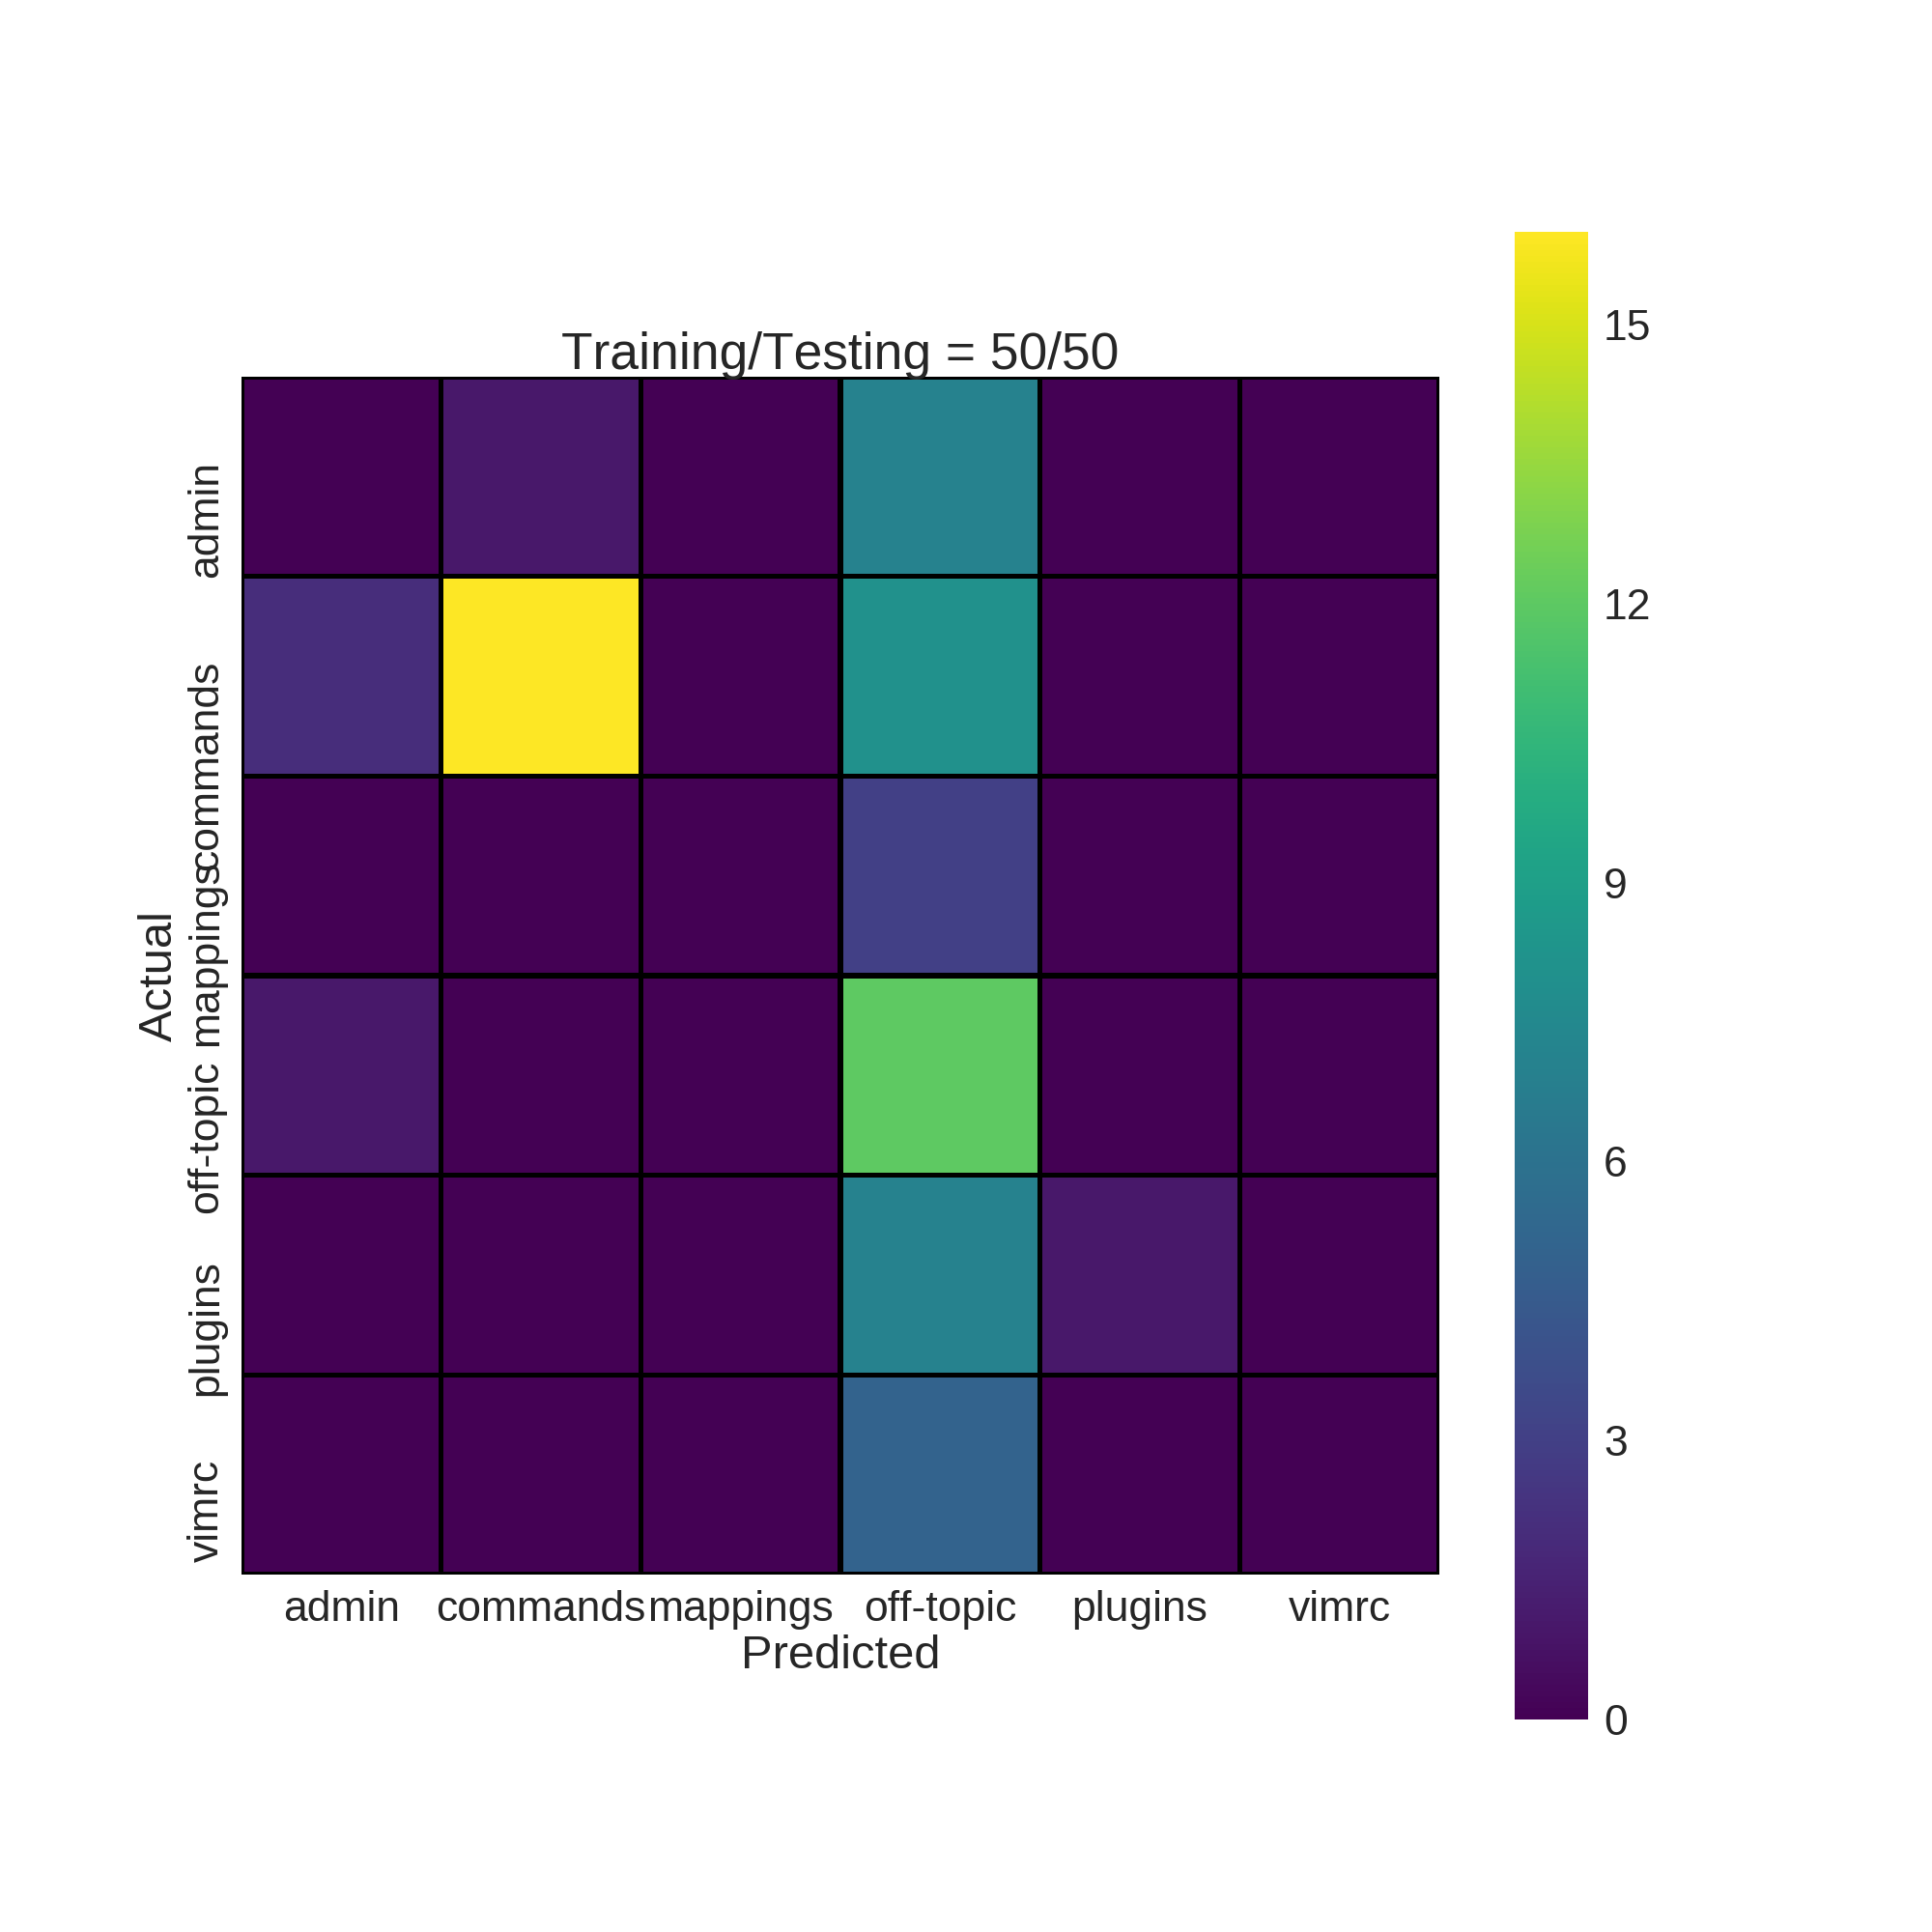 Training/Testing = 50/50
Actual
admin
commands
mappings
off-topic
plugins
vimrc
admin commands mappings off-topic plugins vimrc
Predicted
15
12
9
6
3
0